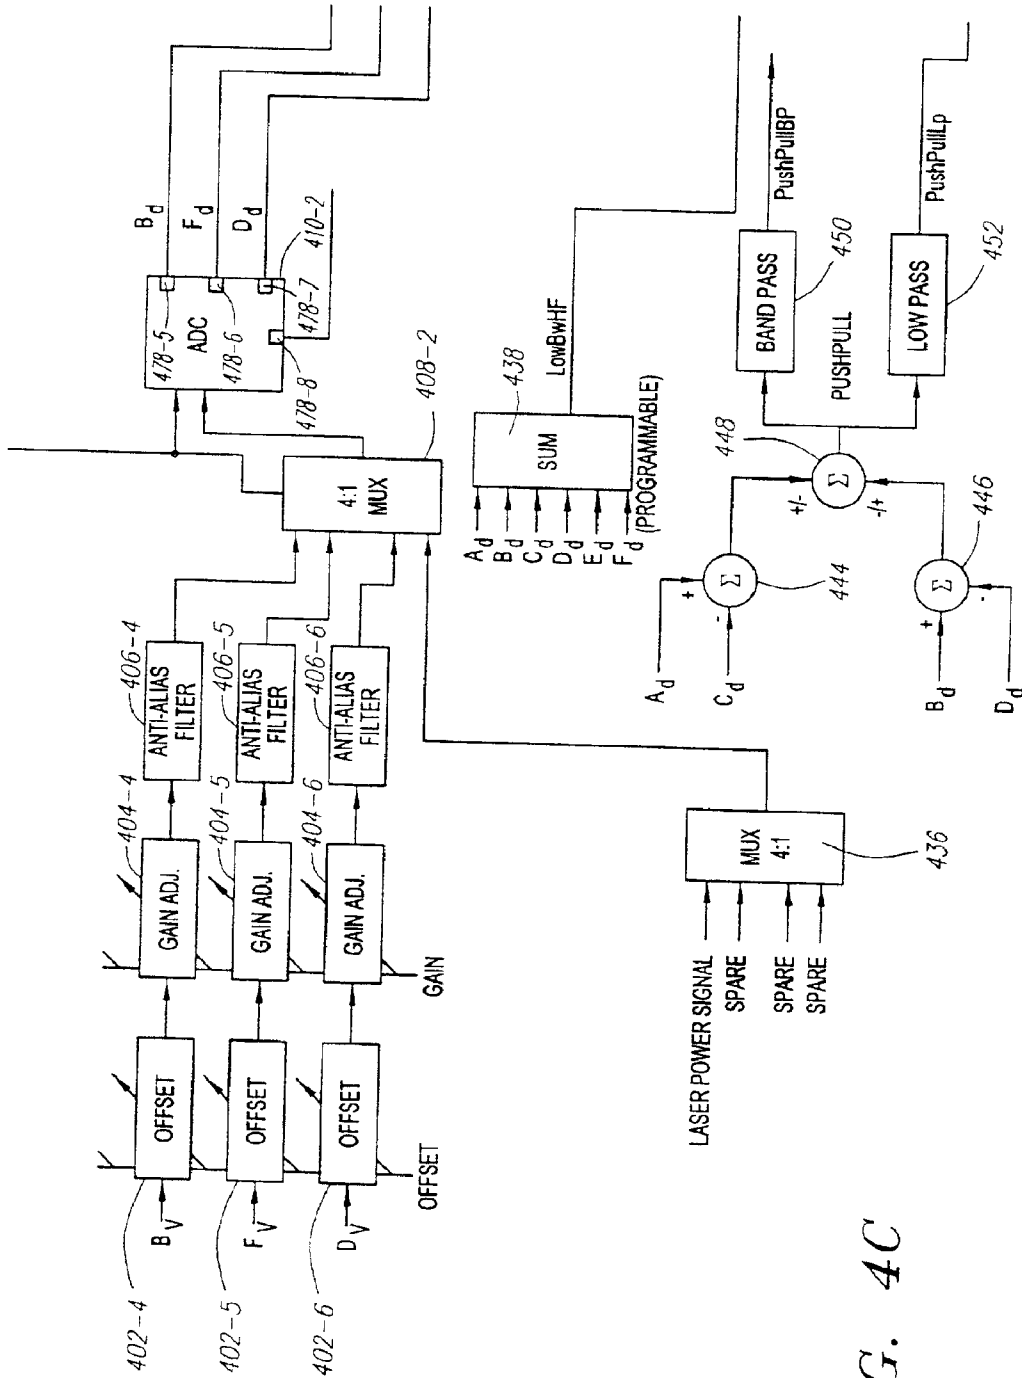 B_V
402-4
OFFSET
F_V
402-5
OFFSET
D_V
402-6
OFFSET
OFFSET
404-4
GAIN ADJ.
404-5
GAIN ADJ.
404-6
GAIN ADJ.
GAIN
406-4
ANTI-ALIAS
FILTER
406-5
ANTI-ALIAS
FILTER
406-6
ANTI-ALIAS
FILTER
4:1
MUX
408-2
ADC
478-5
478-6
478-7
478-8
410-2
B_d
F_d
D_d
LASER POWER SIGNAL
SPARE
SPARE
SPARE
MUX
4:1
436
A_d
B_d
C_d
D_d
E_d
F_d
(PROGRAMMABLE)
SUM
438
LowBwHF
A_d
C_d
+
-
Σ
444
B_d
D_d
+
-
Σ
446
+/-
-/+
Σ
448
PUSHPULL
BAND PASS
450
PushPullBP
LOW PASS
452
PushPullLp
G. 4C